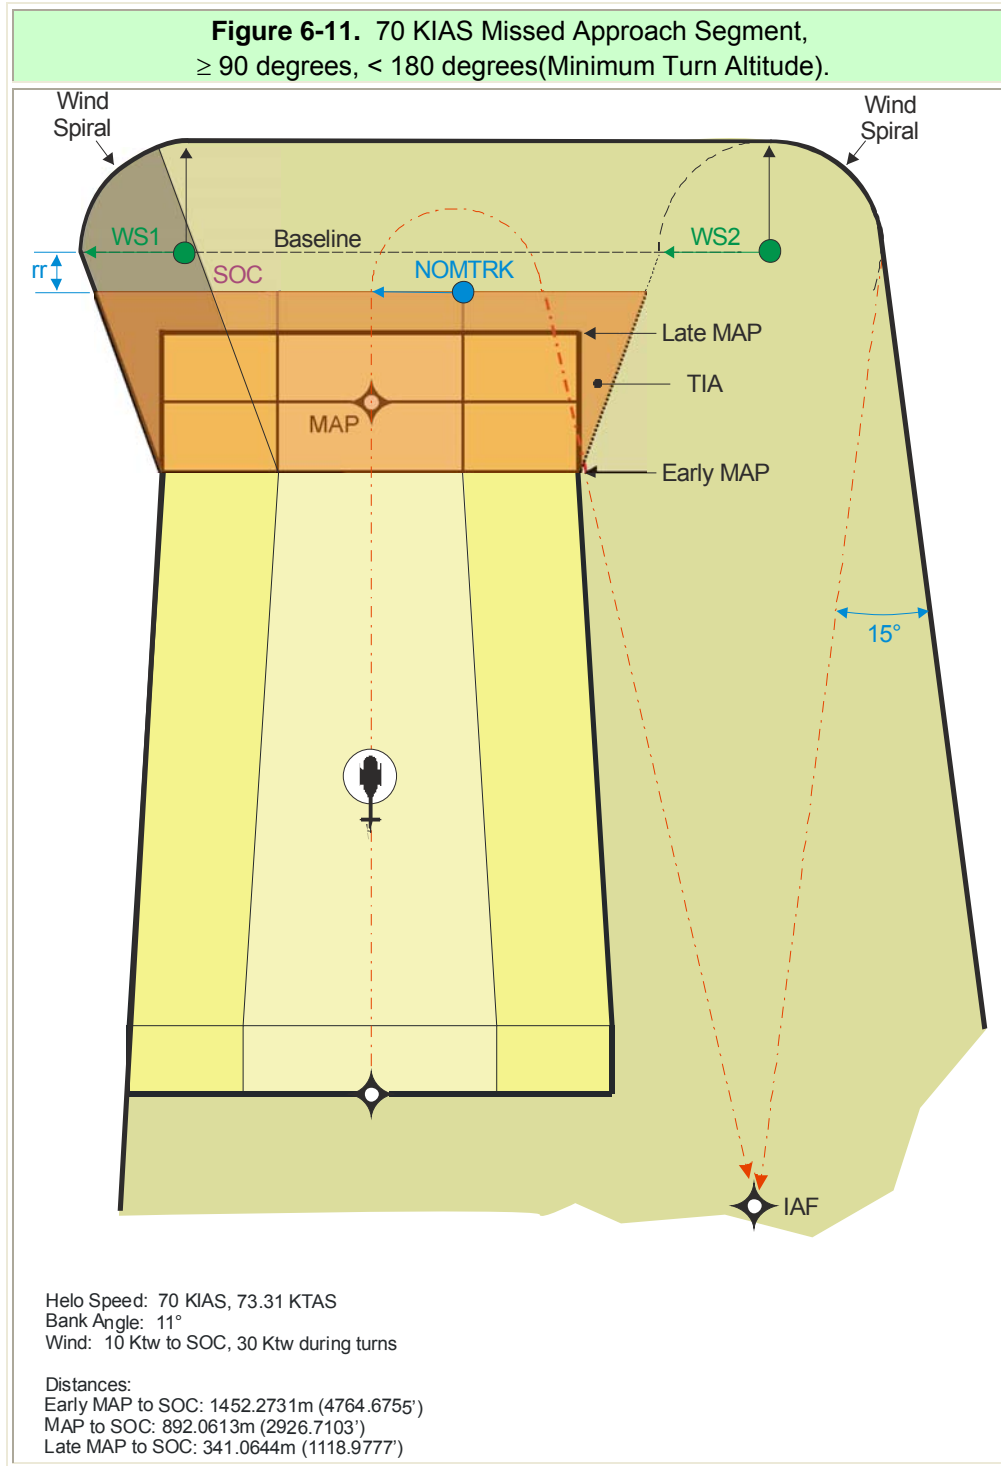 Figure 6-11. 70 KIAS Missed Approach Segment,
≥ 90 degrees, < 180 degrees(Minimum Turn Altitude).
Wind
Spiral
Wind
Spiral
WS1
Baseline
WS2
rr
SOC
NOMTRK
Late MAP
TIA
MAP
Early MAP
15°
IAF
Helo Speed: 70 KIAS, 73.31 KTAS
Bank Angle: 11°
Wind: 10 Ktw to SOC, 30 Ktw during turns
Distances:
Early MAP to SOC: 1452.2731m (4764.6755')
MAP to SOC: 892.0613m (2926.7103')
Late MAP to SOC: 341.0644m (1118.9777')